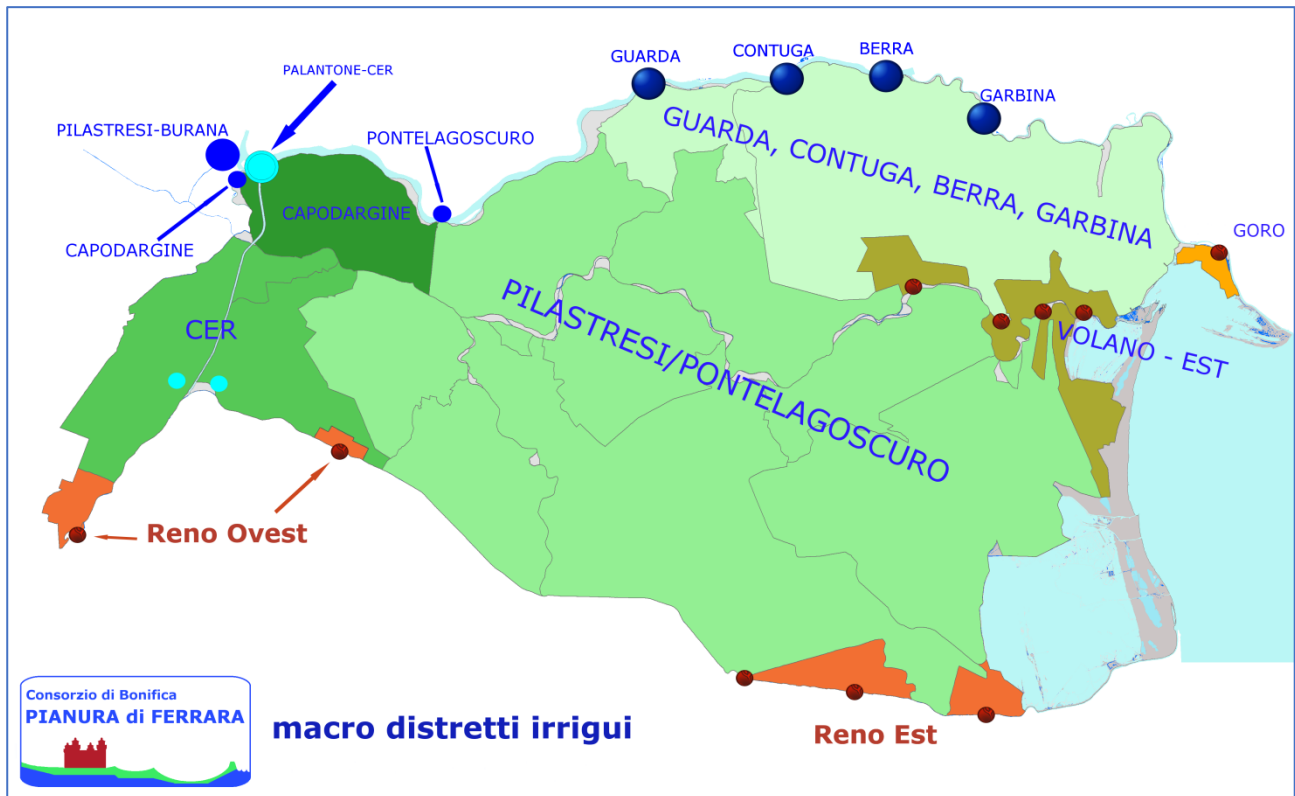 PALANTONE-CER
PILASTRESI-BURANA
PONTELAGOSCURO
GUARDA
CONTUGA
BERRA
GARBINA
GUARDA, CONTUGA, BERRA, GARBINA
CAPODARGINE
CAPODARGINE
GORO
CER
PILASTRESI/PONTELAGOSCURO
VOLANO - EST
Reno Ovest
Reno Est
Consorzio di Bonifica
PIANURA di FERRARA
macro distretti irrigui